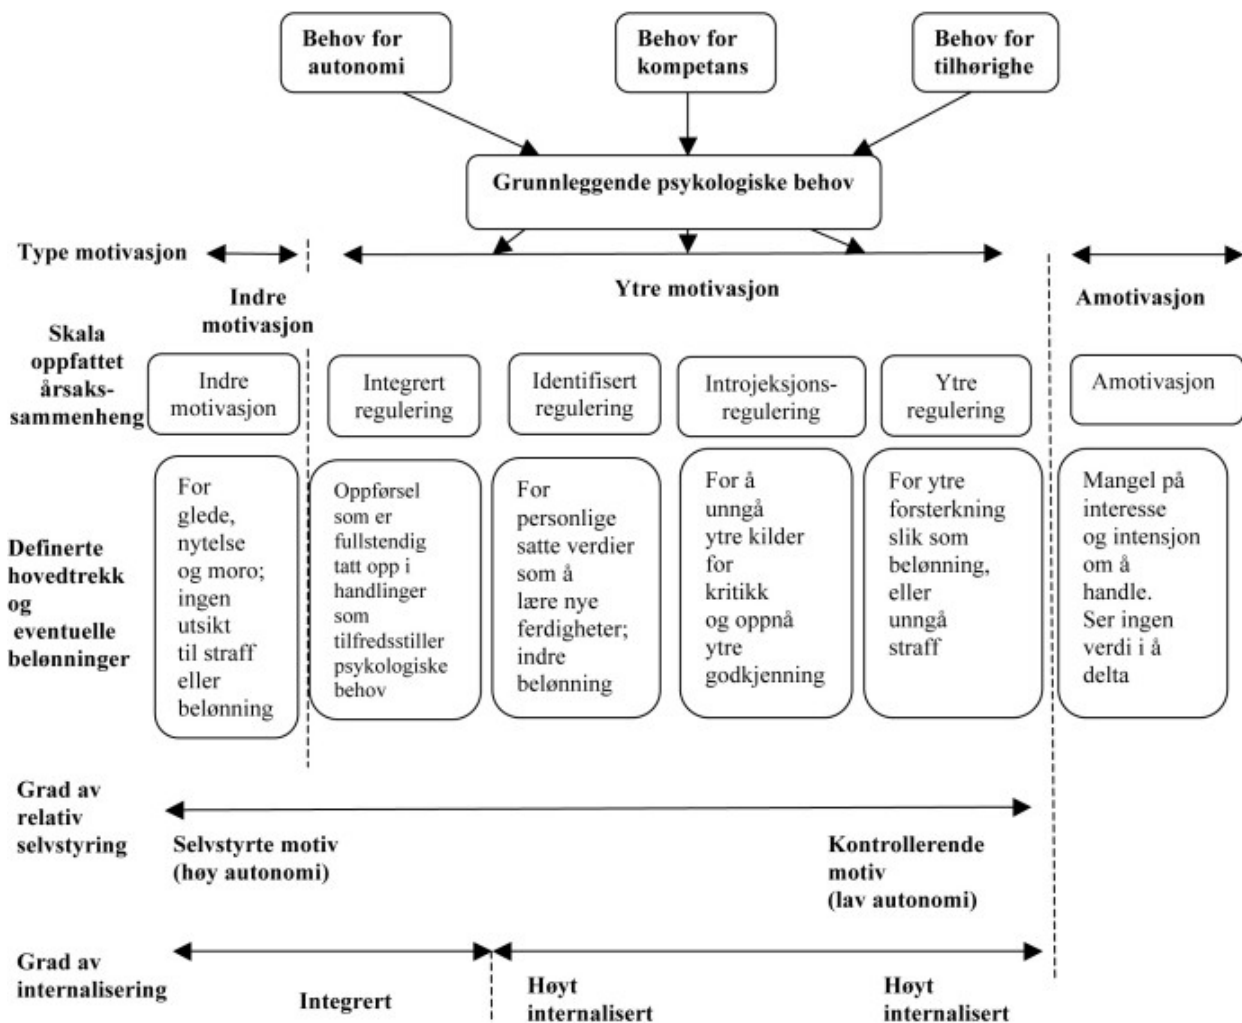 Behov for
autonomi
Behov for
kompetans
Behov for
tilhørighe
Grunnleggende psykologiske behov
Type motivasjon
Indre
motivasjon
Ytre motivasjon
Amotivasjon
Skala
oppfattet
årsaks-
sammenheng
Indre
motivasjon
Integrert
regulering
Identifisert
regulering
Introjeksjons-
regulering
Ytre
regulering
Amotivasjon
Definerte
hovedtrekk
og
eventuelle
belønninger
For
glede,
nytelse
og moro;
ingen
utsikt
til straff
eller
belønning
Oppførsel
som er
fullstendig
tatt opp i
handlinger
som
tilfredsstiller
psykologiske
behov
For
personlige
satte verdier
som å
lære nye
ferdigheter;
indre
belønning
For å
unngå
ytre kilder
for
kritikk
og oppnå
ytre
godkjenning
For ytre
forsterkning
slik som
belønning,
eller
unngå
straff
Mangel på
interesse
og intensjon
om å
handle.
Ser ingen
verdi i å
delta
Grad av
relativ
selvstyring
Selvstyrte motiv
(høy autonomi)
Kontrollerende
motiv
(lav autonomi)
Grad av
internalisering
Integrert
Høyt
internalisert
Høyt
internalisert